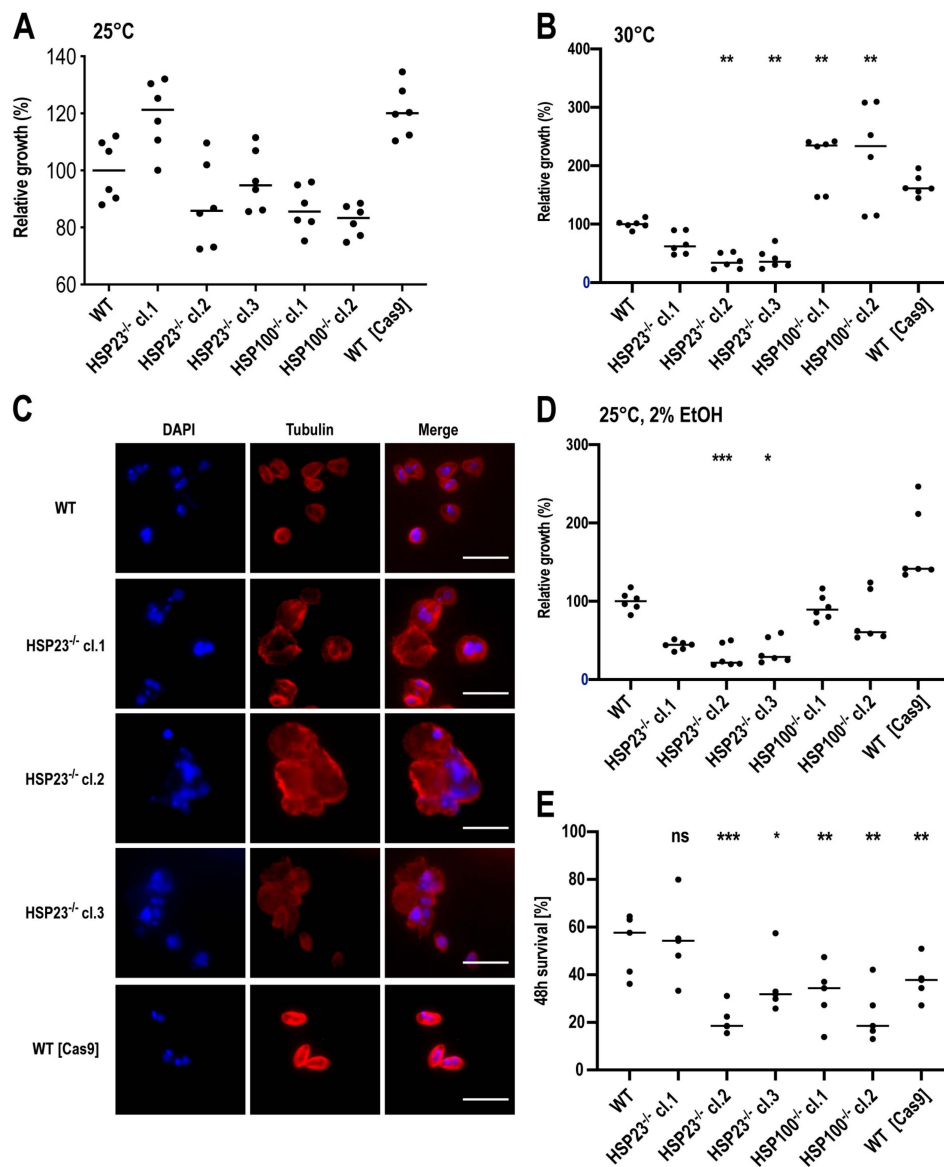 A
25°C
Relative growth (%)
140
120
100
80
60
WT
HSP23-/- cl.1
HSP23-/- cl.2
HSP23-/- cl.3
HSP100-/- cl.1
HSP100-/- cl.2
WT [Cas9]
B
30°C
Relative growth (%)
400
300
200
100
0
** ** ** **
WT
HSP23-/- cl.1
HSP23-/- cl.2
HSP23-/- cl.3
HSP100-/- cl.1
HSP100-/- cl.2
WT [Cas9]
C
DAPI Tubulin Merge
WT
HSP23-/- cl.1
HSP23-/- cl.2
HSP23-/- cl.3
WT [Cas9]
D
25°C, 2% EtOH
Relative growth (%)
300
200
100
0
*** *
WT
HSP23-/- cl.1
HSP23-/- cl.2
HSP23-/- cl.3
HSP100-/- cl.1
HSP100-/- cl.2
WT [Cas9]
E
48h survival [%]
100
80
60
40
20
0
ns *** * ** ** **
WT
HSP23-/- cl.1
HSP23-/- cl.2
HSP23-/- cl.3
HSP100-/- cl.1
HSP100-/- cl.2
WT [Cas9]